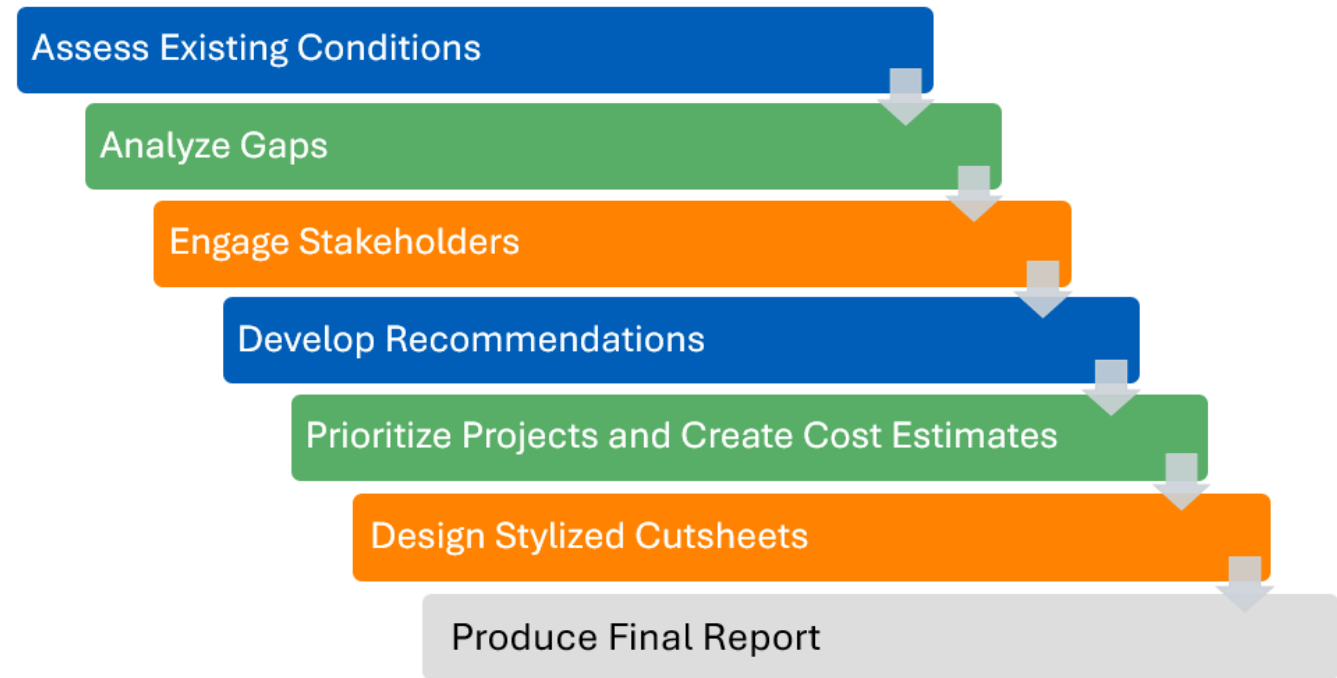 Assess Existing Conditions
Analyze Gaps
Engage Stakeholders
Develop Recommendations
Prioritize Projects and Create Cost Estimates
Design Stylized Cutsheets
Produce Final Report